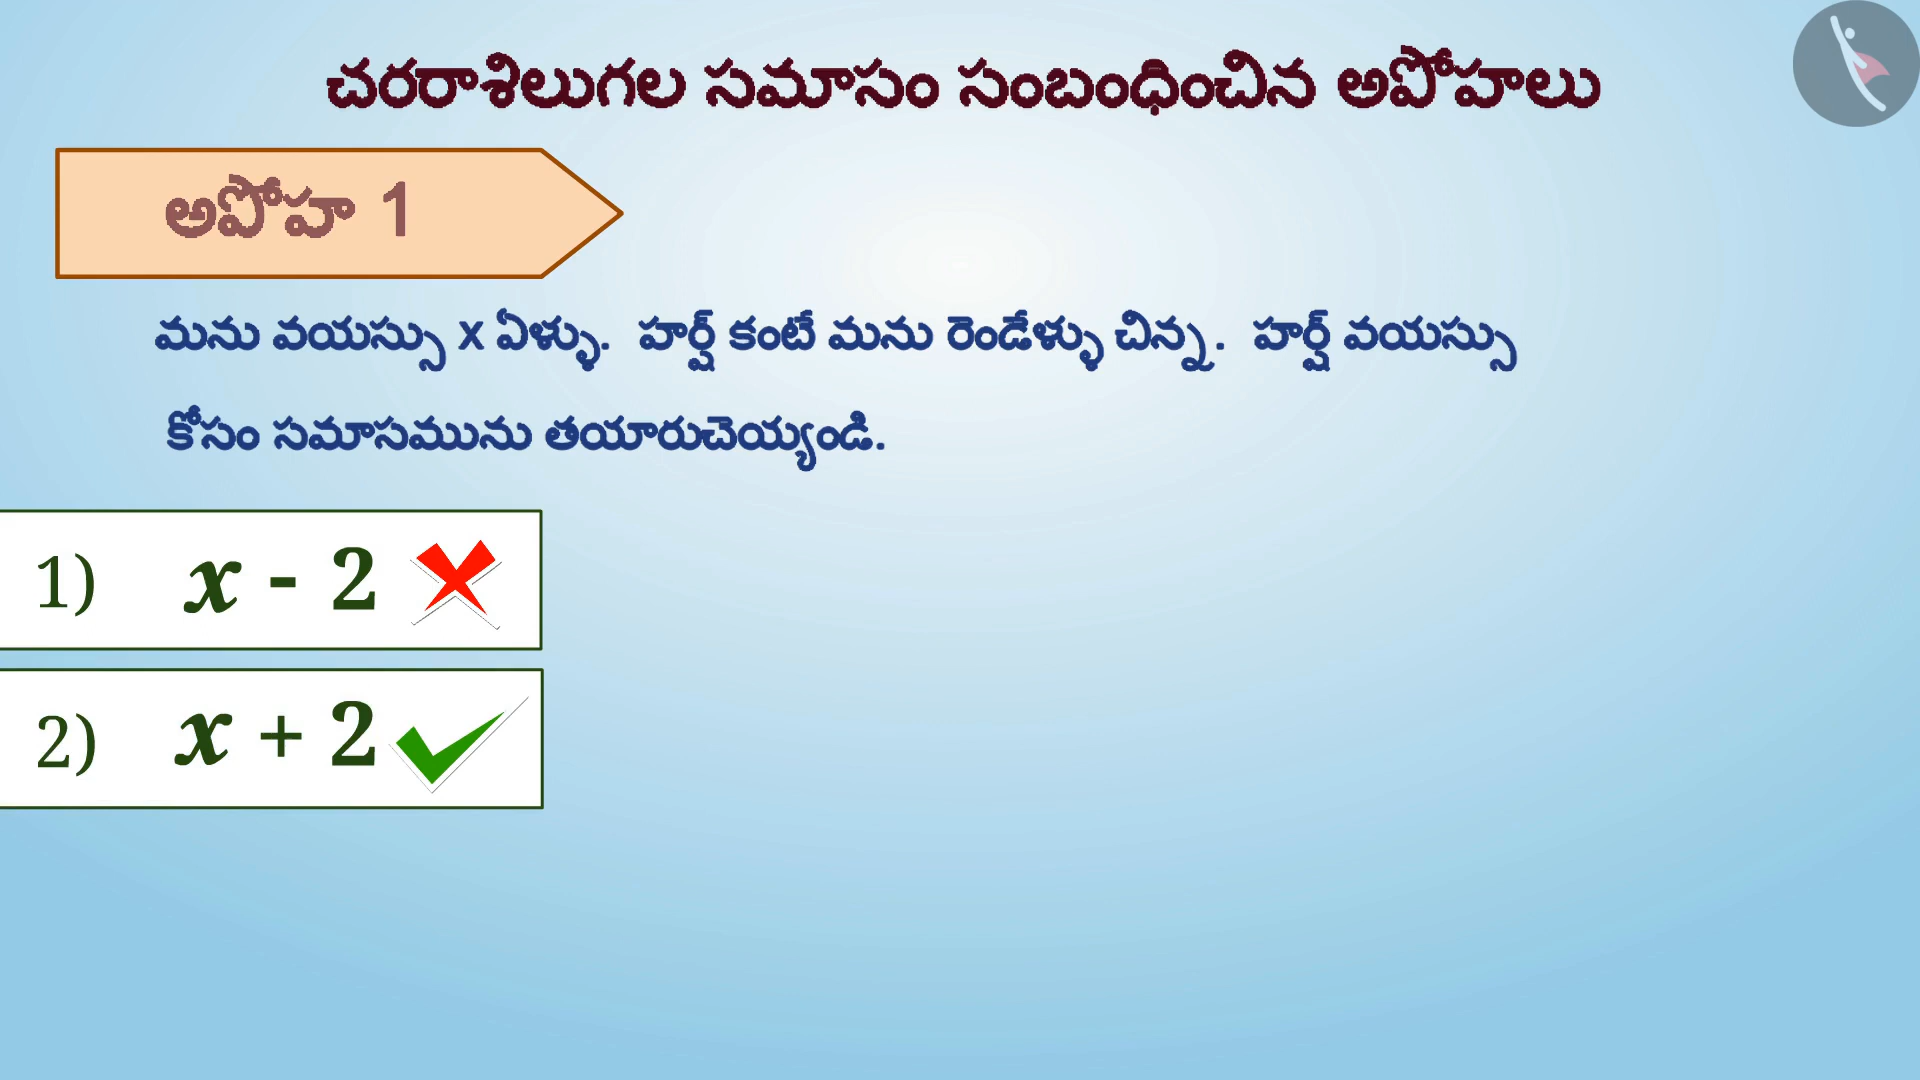 చరరాశిలుగల సమాసం సంబంధించిన అపోహలు
అపోహ 1
మను వయస్సు x ఏళ్ళు. హర్ష్ కంటే మను రెండేళ్ళు చిన్న. హర్ష్ వయస్సు
కోసం సమాసమును తయారుచెయ్యండి.
1) x - 2
2) x + 2